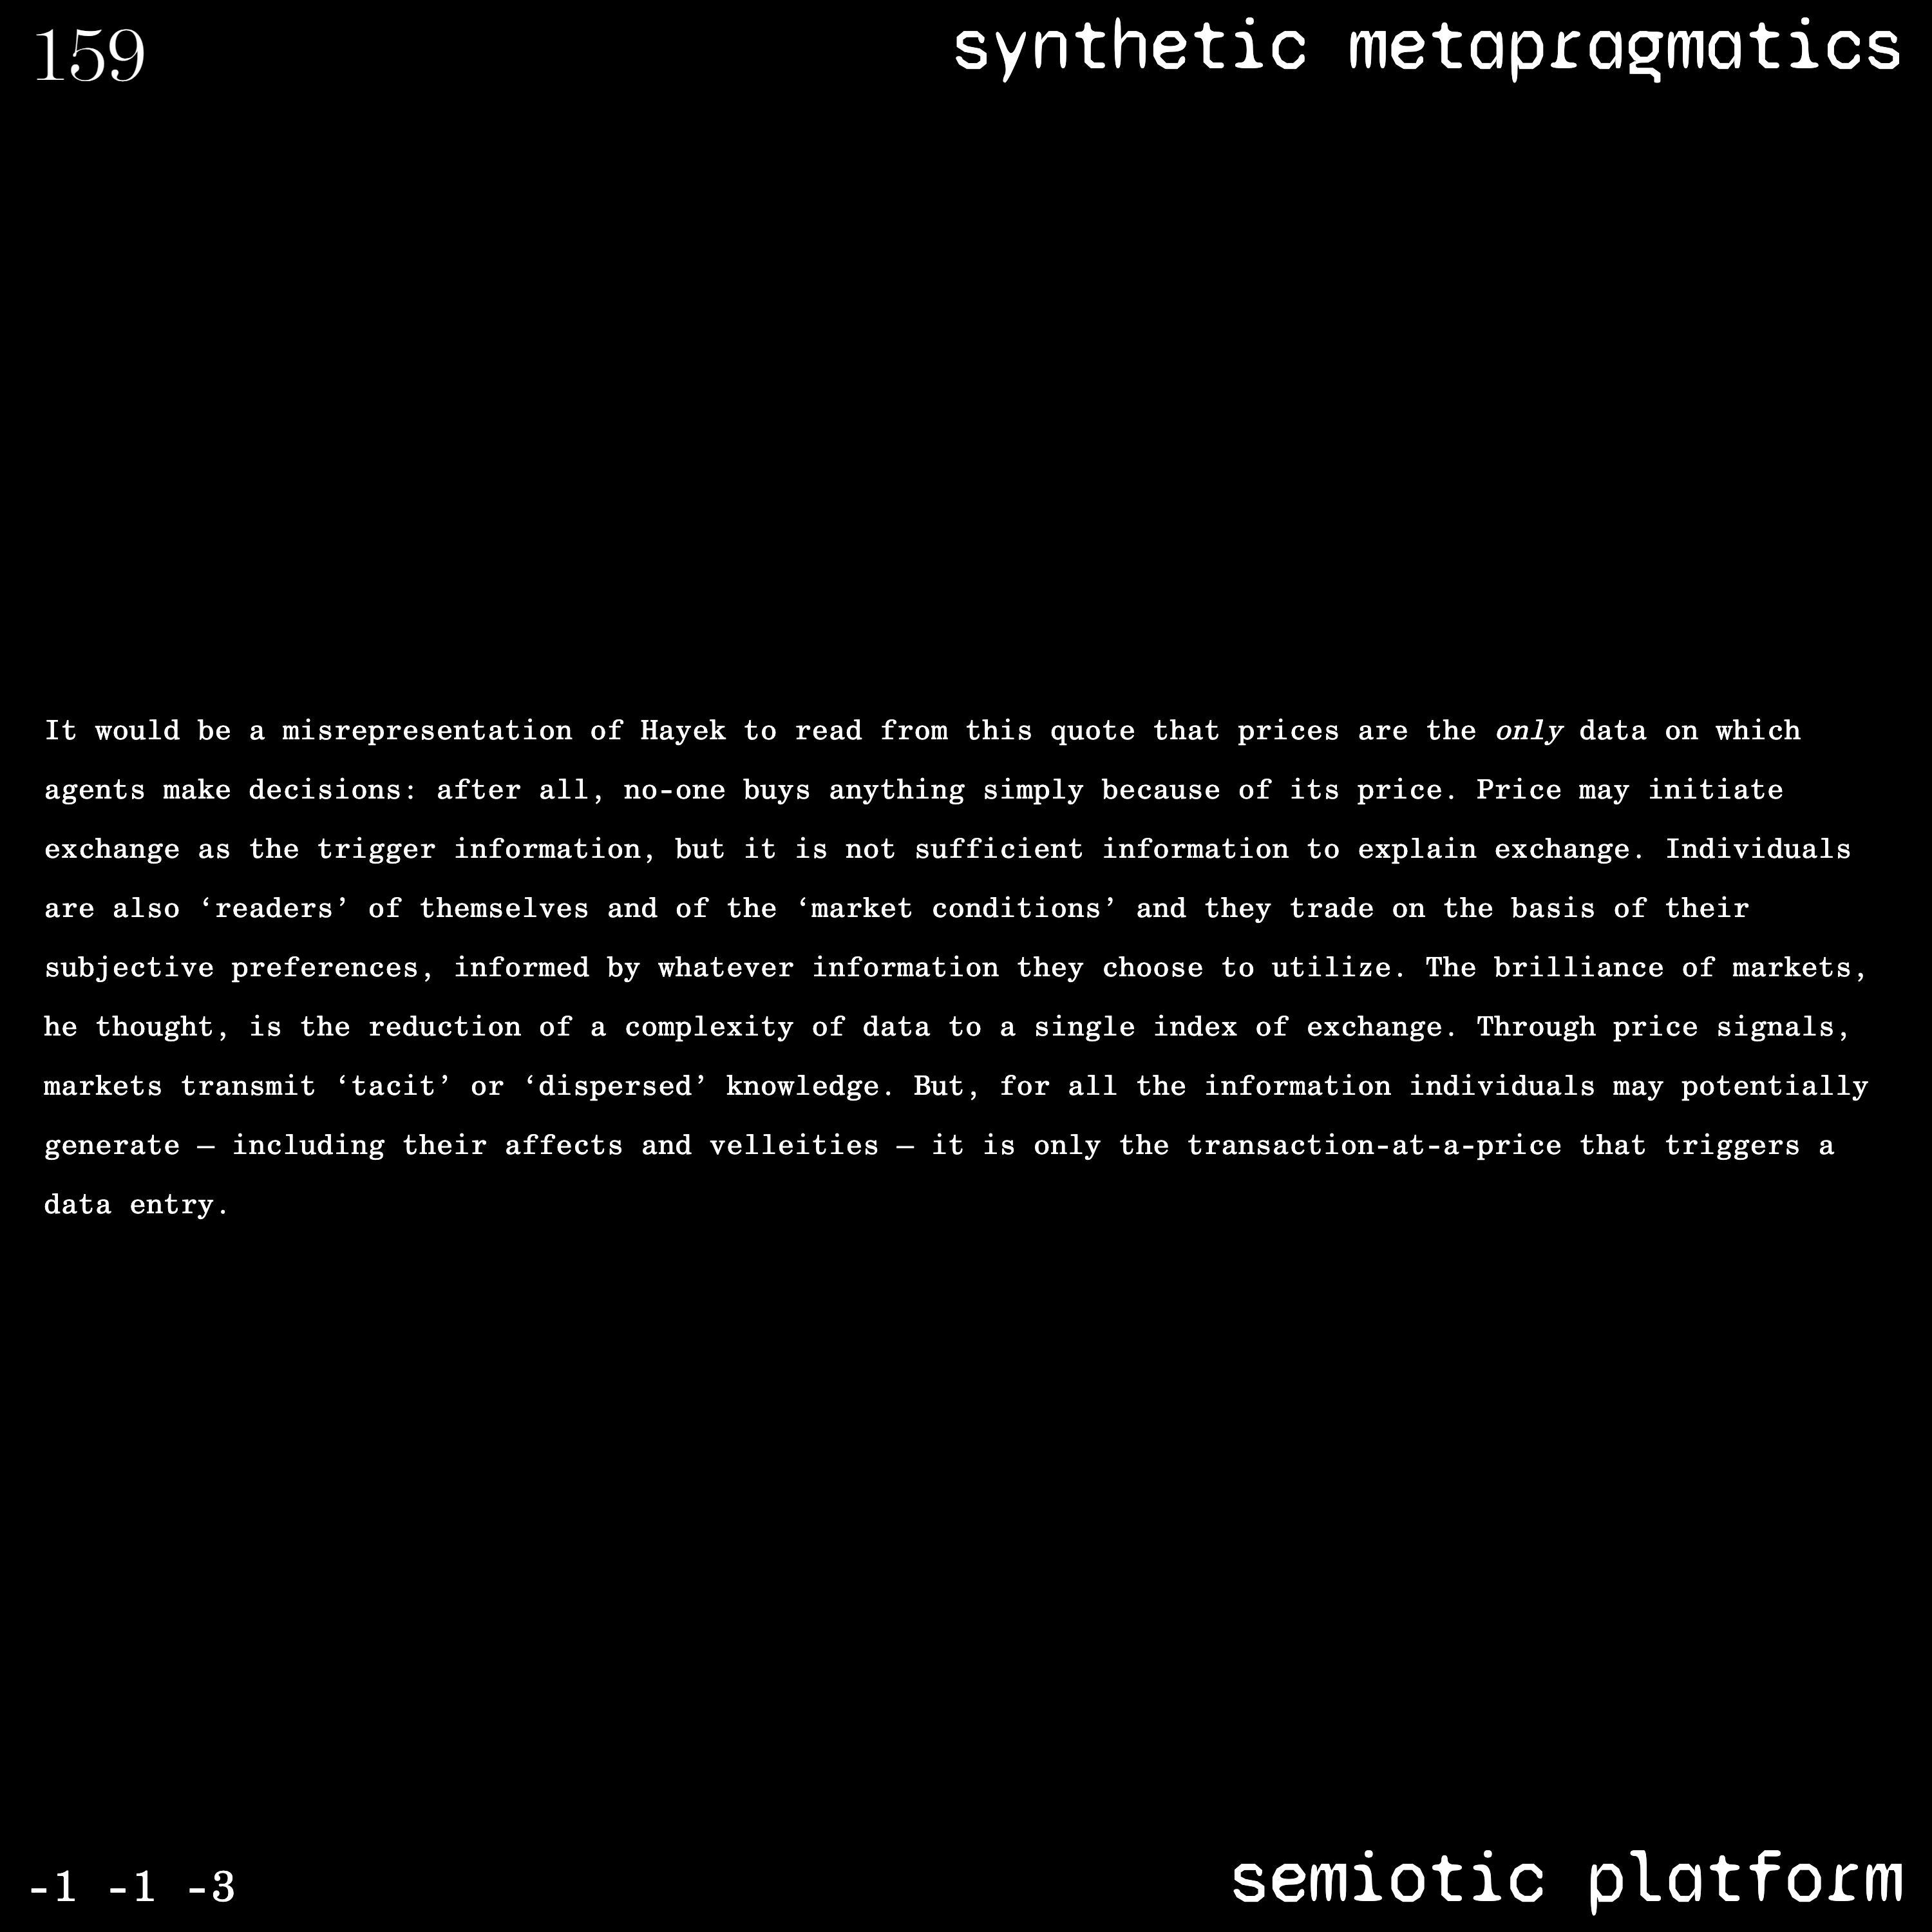 159
synthetic metapragmatics
It would be a misrepresentation of Hayek to read from this quote that prices are the only data on which
agents make decisions: after all, no-one buys anything simply because of its price. Price may initiate
exchange as the trigger information, but it is not sufficient information to explain exchange. Individuals
are also ‘readers’ of themselves and of the ‘market conditions’ and they trade on the basis of their
subjective preferences, informed by whatever information they choose to utilize. The brilliance of markets,
he thought, is the reduction of a complexity of data to a single index of exchange. Through price signals,
markets transmit ‘tacit’ or ‘dispersed’ knowledge. But, for all the information individuals may potentially
generate – including their affects and velleities – it is only the transaction-at-a-price that triggers a
data entry.
-1 -1 -3
semiotic platform